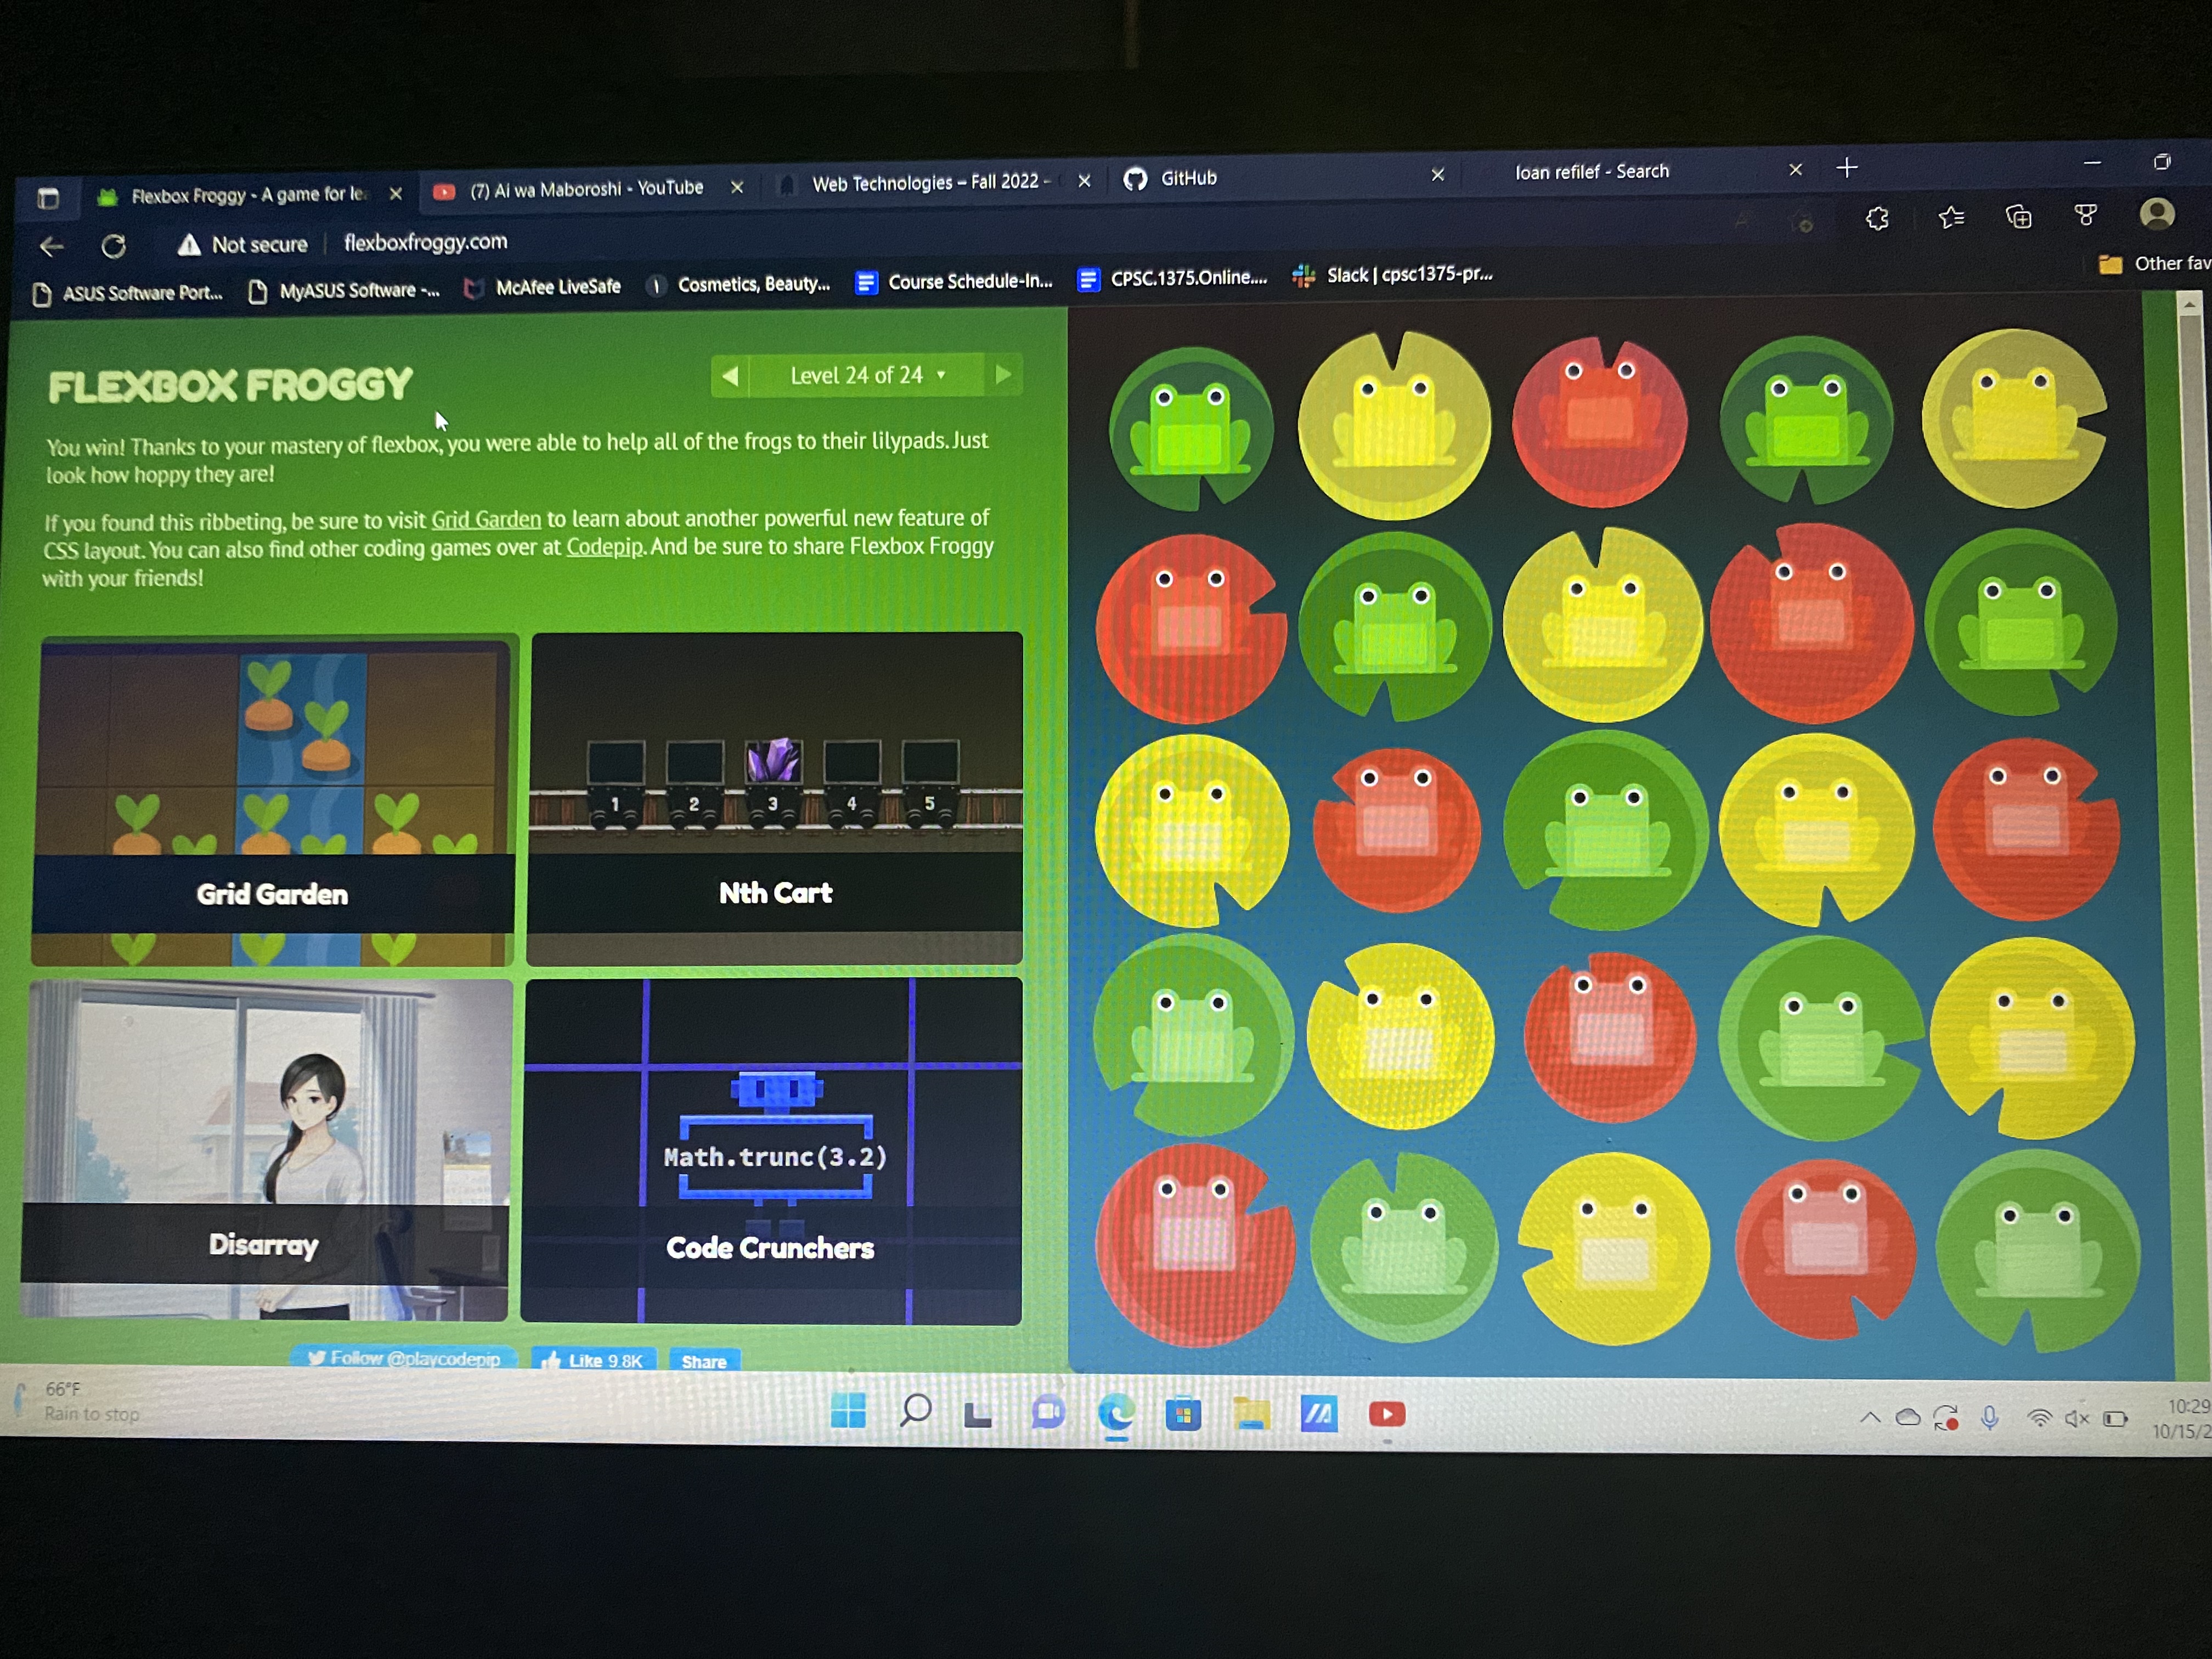 Flexbox Froggy - A game for le
(7) Ai wa Maboroshi - YouTube
Web Technologies – Fall 2022 -
GitHub
loan refilef - Search
Not secure
flexboxfroggy.com
ASUS Software Port...
MyASUS Software -...
McAfee LiveSafe
Cosmetics, Beauty...
Course Schedule-In...
CPSC.1375.Online....
Slack | cpsc1375-pr...
Other fav
FLEXBOX FROGGY
Level 24 of 24
You win! Thanks to your mastery of flexbox, you were able to help all of the frogs to their lilypads. Just
look how hoppy they are!
If you found this ribbeting, be sure to visit Grid Garden to learn about another powerful new feature of
CSS layout. You can also find other coding games over at Codepip. And be sure to share Flexbox Froggy
with your friends!
Grid Garden
1 2 3 4 5
Nth Cart
Disarray
Math.trunc(3.2)
Code Crunchers
Follow @playcodepip
Like 9.8K
Share
66°F
Rain to stop
10:29
10/15/2